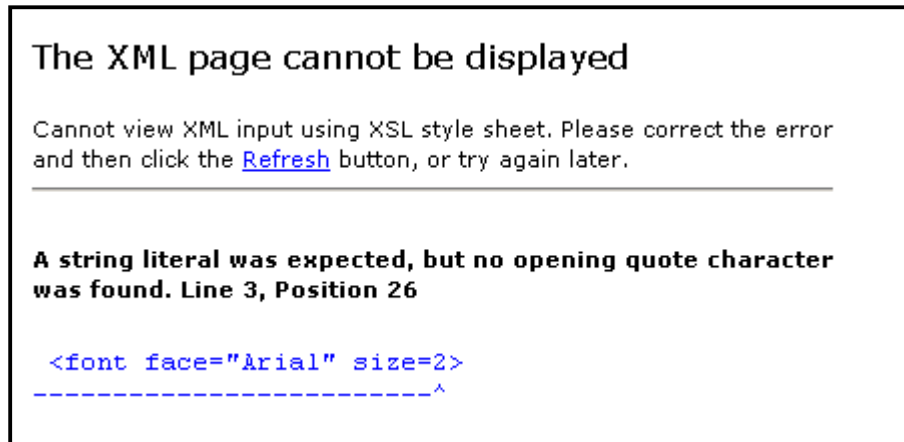 The XML page cannot be displayed
Cannot view XML input using XSL style sheet. Please correct the error
and then click the Refresh button, or try again later.
A string literal was expected, but no opening quote character
was found. Line 3, Position 26
<font face="Arial" size=2>
-------------------------^